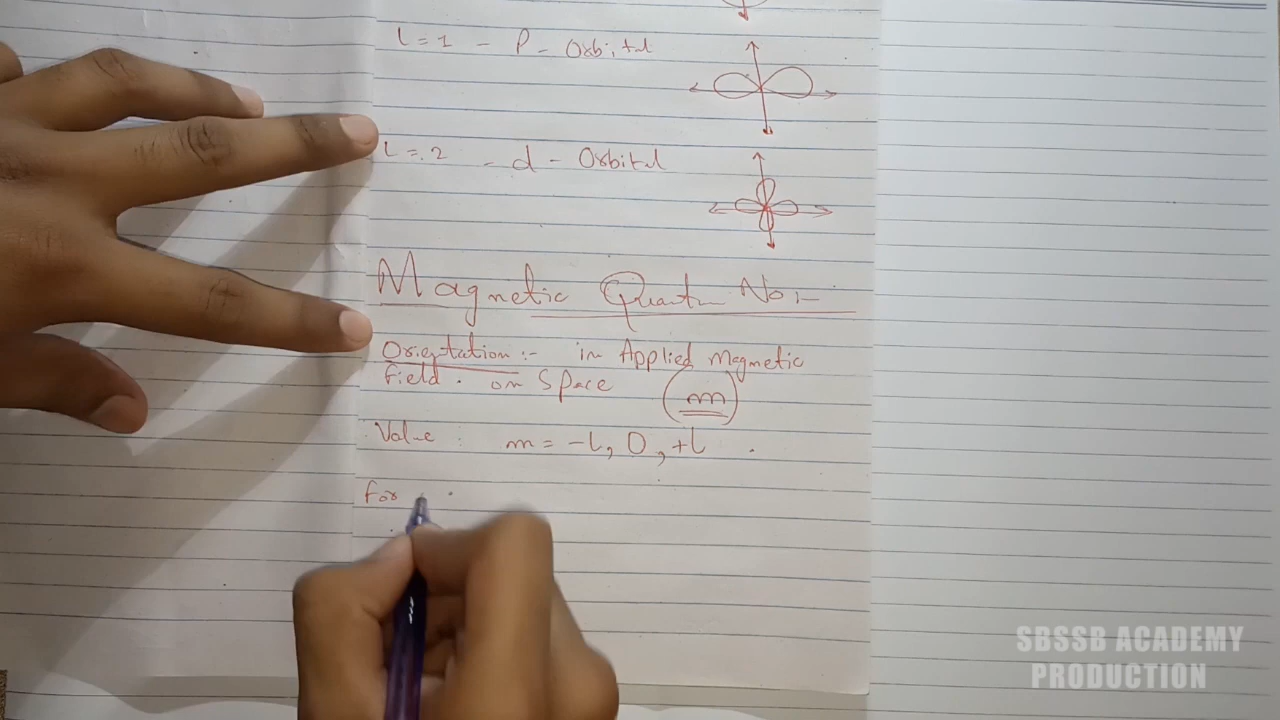 l = 1 - P - Orbital
l = 2 - d - Orbital
Magnetic Quantum No :-
Orientation :- in Applied Magnetic
field. on Space (m)
Value : m = -l, 0, +l .
For
SBSSB ACADEMY
PRODUCTION